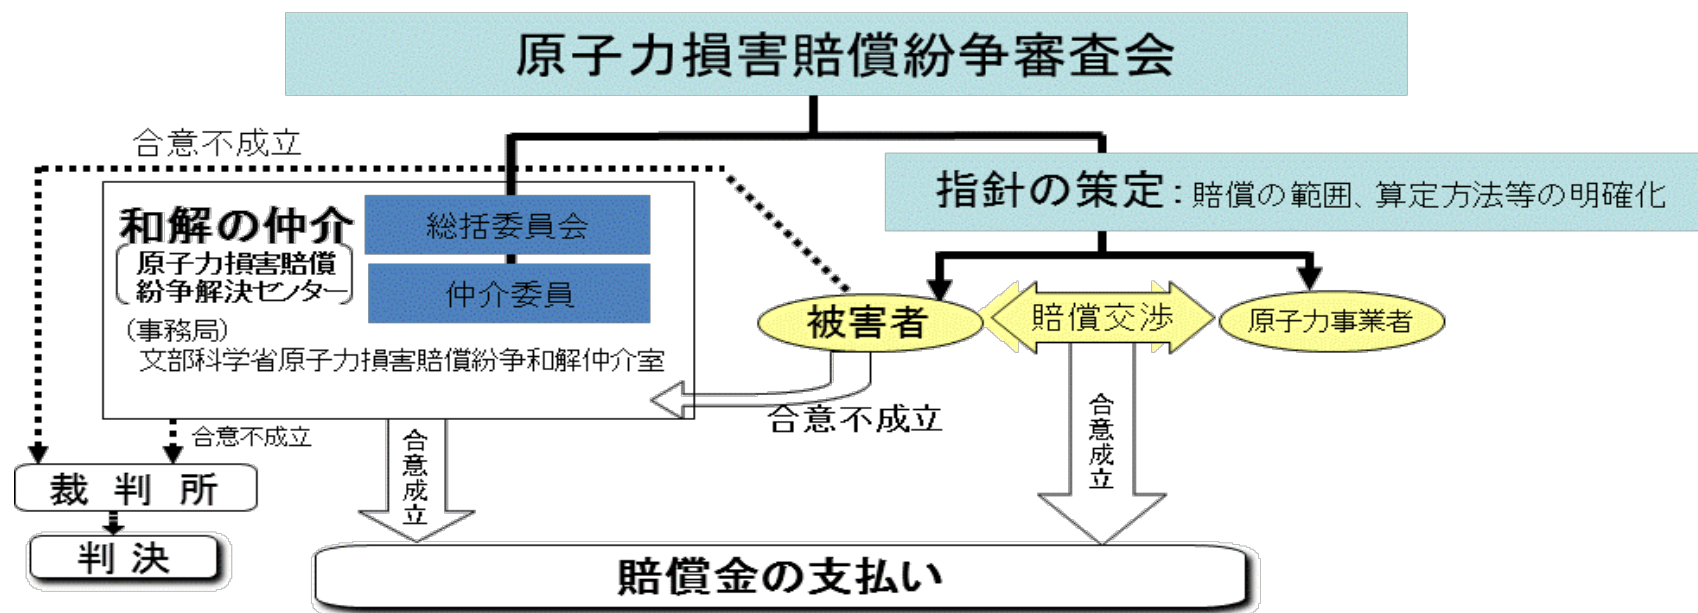 原子力損害賠償紛争審査会
合意不成立
指針の策定：賠償の範囲、算定方法等の明確化
和解の仲介
総括委員会
原子力損害賠償
紛争解決センター
仲介委員
（事務局）
文部科学省原子力損害賠償紛争和解仲介室
被害者
賠償交渉
原子力事業者
合意不成立
合意不成立
合意成立
合意成立
裁判所
判決
賠償金の支払い